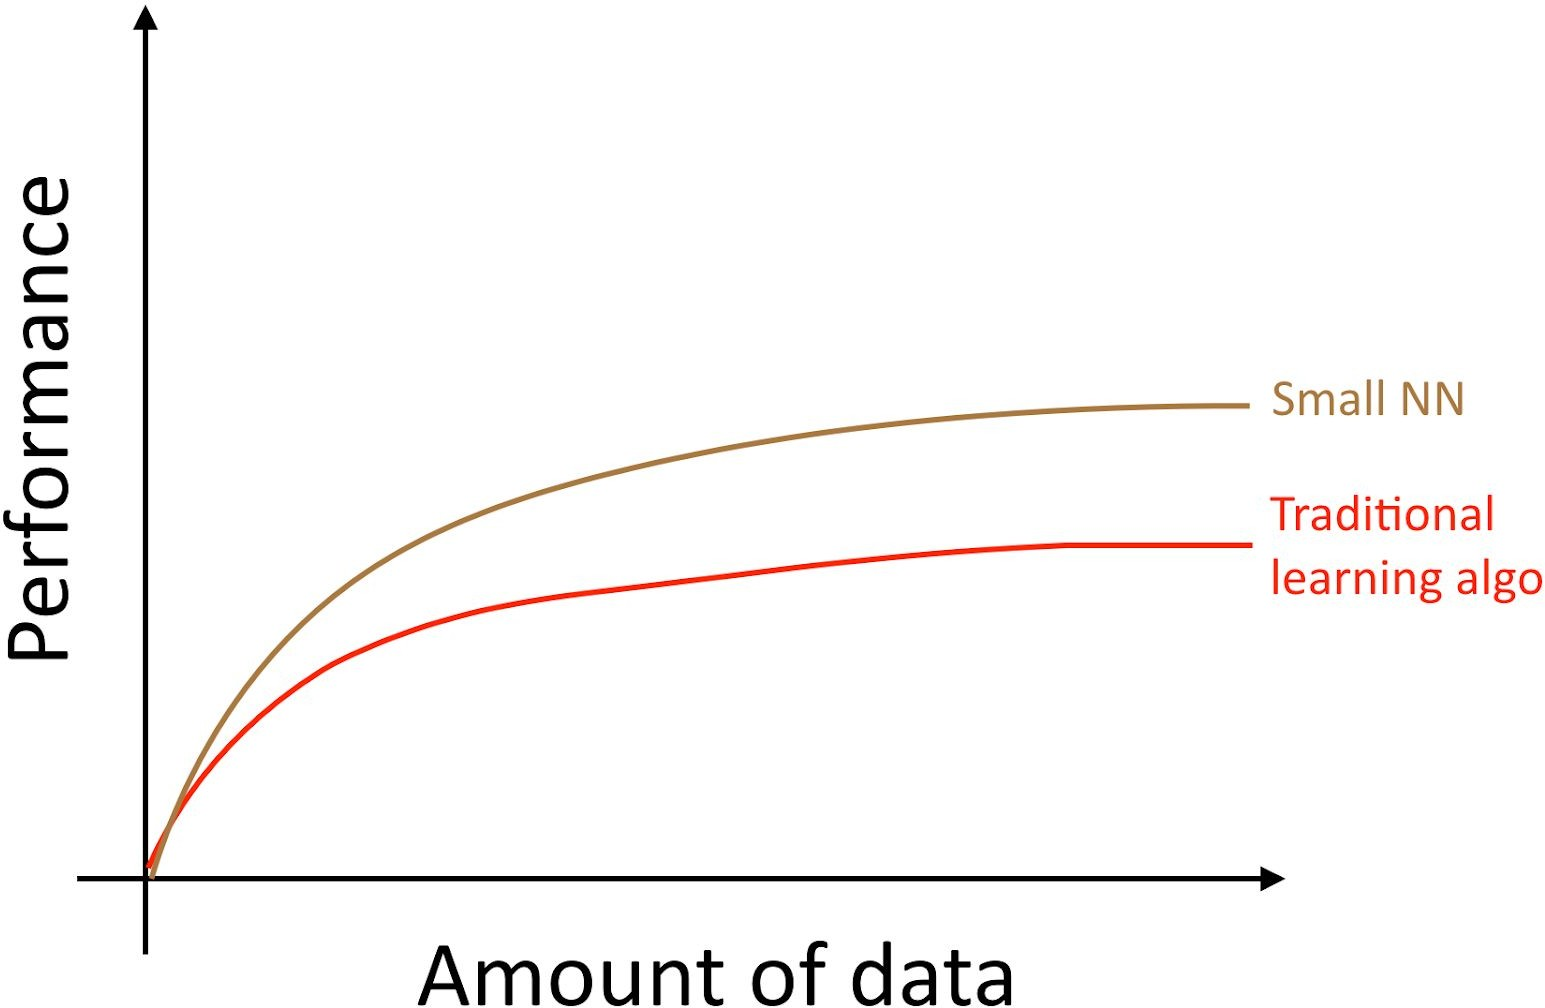 Performance
Small NN
Traditional
learning algo
Amount of data